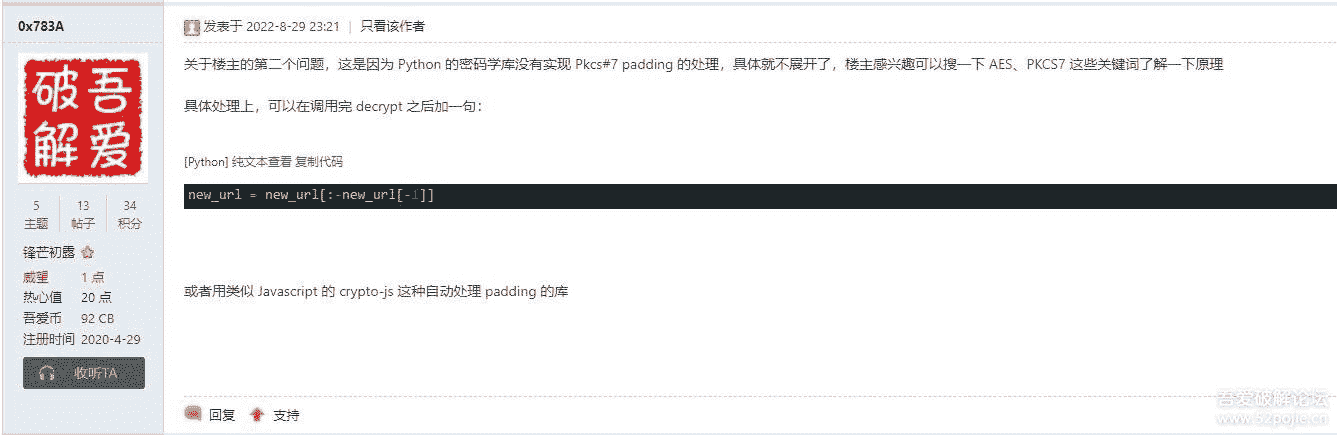 0x783A
发表于 2022-8-29 23:21 | 只看该作者
关于楼主的第二个问题，这是因为 Python 的密码学库没有实现 Pkcs#7 padding 的处理，具体就不展开了，楼主感兴趣可以搜一下 AES、PKCS7 这些关键词了解一下原理
具体处理上，可以在调用完 decrypt 之后加一句：
[Python] 纯文本查看 复制代码
new_url = new_url[:-new_url[-1]]
或者用类似 Javascript 的 crypto-js 这种自动处理 padding 的库
破吾
解爱
5 13 34
主题 帖子 积分
锋芒初露
威望 1 点
热心值 20 点
吾爱币 92 CB
注册时间 2020-4-29
收听TA
回复 支持
吾爱破解论坛
www.52pojie.cn